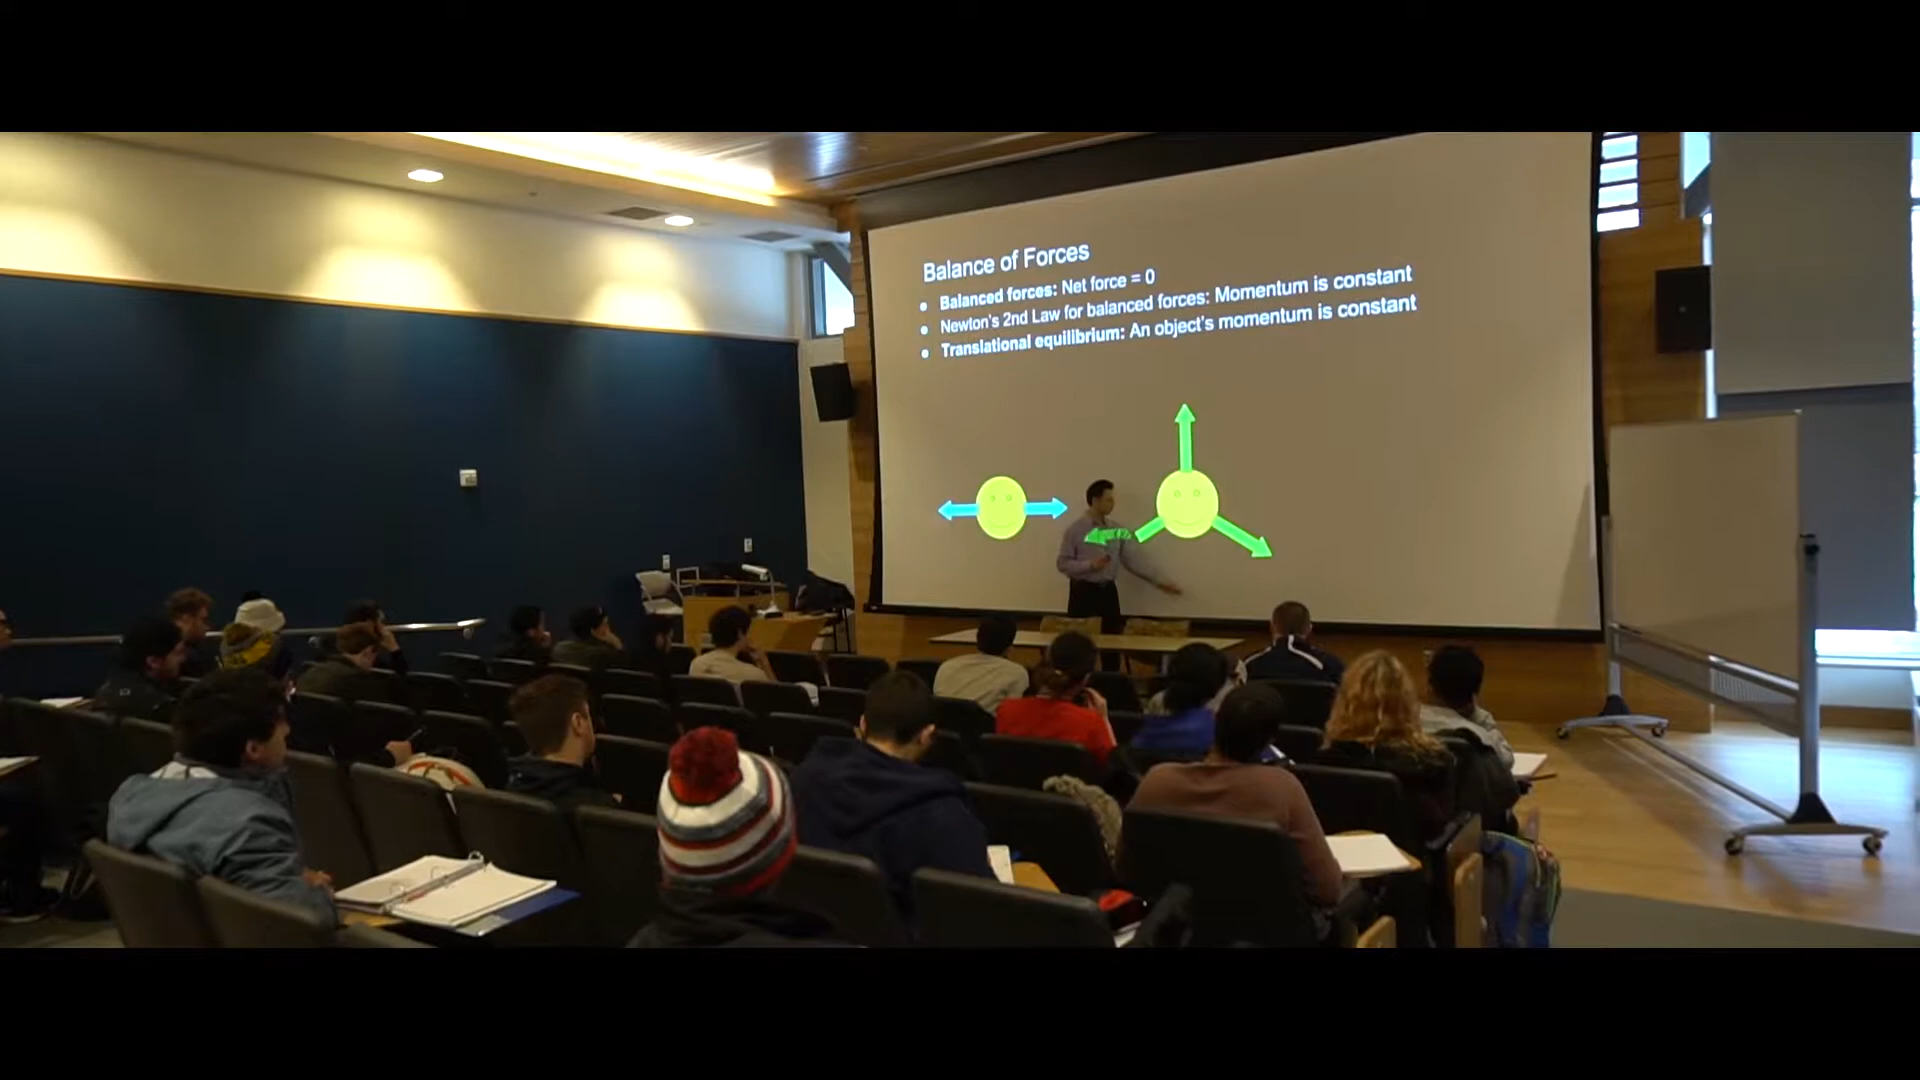 Balance of Forces
Balanced forces: Net force = 0
Newton's 2nd Law for balanced forces: Momentum is constant
Translational equilibrium: An object's momentum is constant